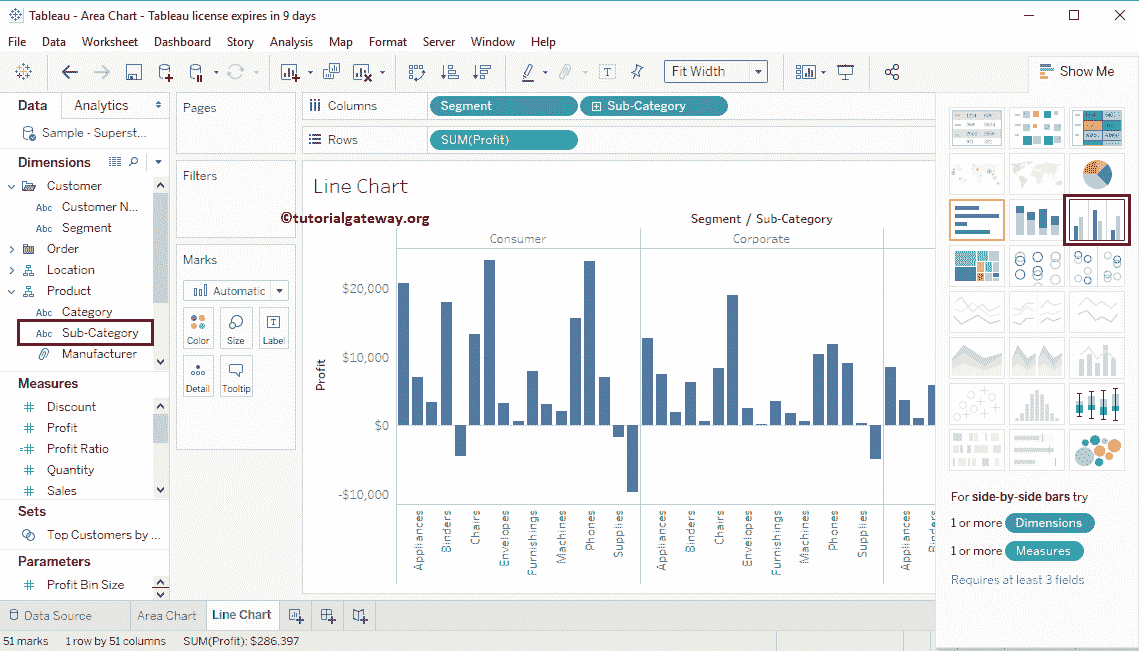 Tableau - Area Chart - Tableau license expires in 9 days
File Data Worksheet Dashboard Story Analysis Map Format Server Window Help
Fit Width
Show Me
Data Analytics
Sample - Superst...
Dimensions
Customer
Abc Customer N...
Abc Segment
Order
Location
Product
Abc Category
Abc Sub-Category
Manufacturer
Measures
Discount
Profit
Profit Ratio
Quantity
Sales
Sets
Top Customers by ...
Parameters
Profit Bin Size
Pages
Filters
Marks
Automatic
Color Size Label
Detail Tooltip
Columns Segment Sub-Category
Rows SUM(Profit)
Line Chart
©tutorialgateway.org
Segment / Sub-Category
Consumer Corporate
Profit
$20,000
$10,000
$0
-$10,000
Appliances Binders Chairs Envelopes Furnishings Machines Phones Supplies Appliances Binders Chairs Envelopes Furnishings Machines Phones Supplies Appliances
For side-by-side bars try
1 or more Dimensions
1 or more Measures
Requires at least 3 fields
Data Source Area Chart Line Chart
51 marks 1 row by 51 columns SUM(Profit): $286,397